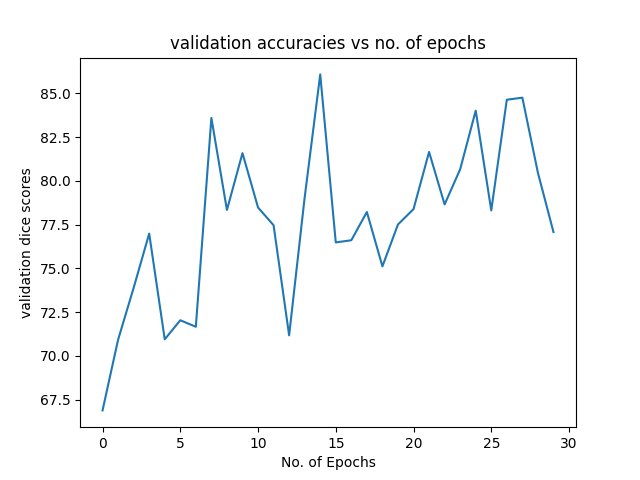 validation accuracies vs no. of epochs
validation dice scores
85.0
82.5
80.0
77.5
75.0
72.5
70.0
67.5
0 5 10 15 20 25 30
No. of Epochs